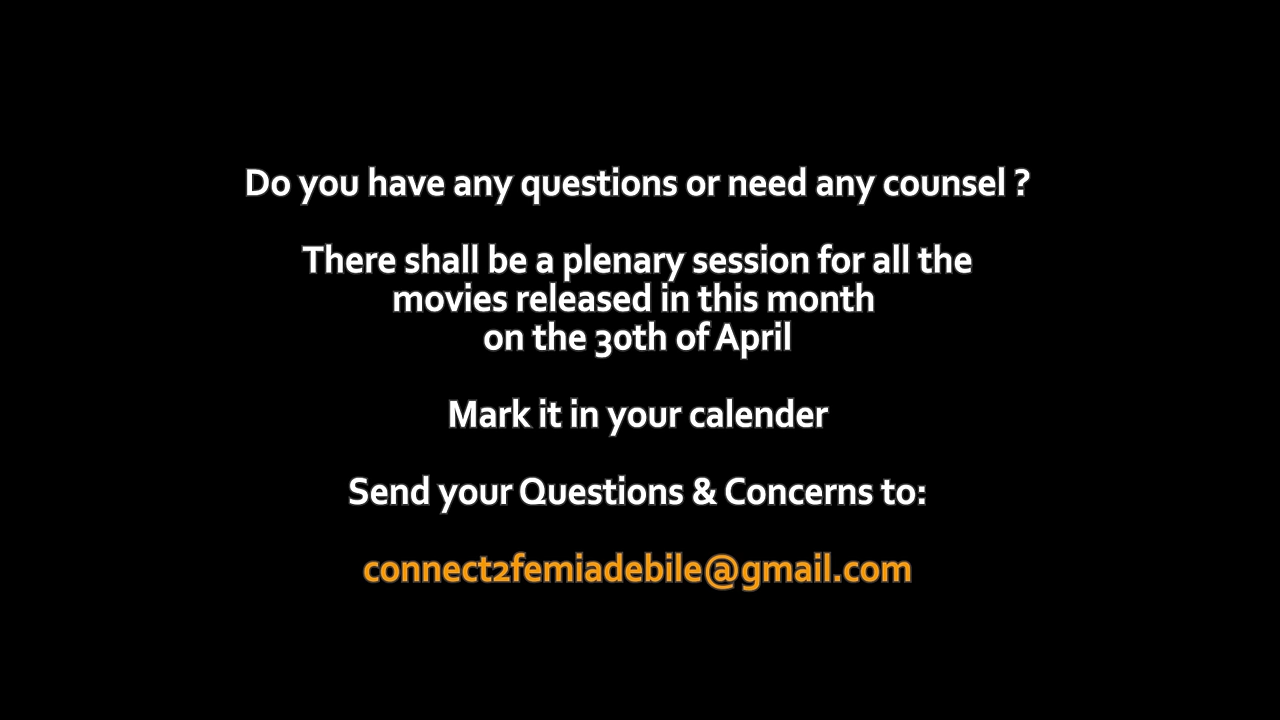 Do you have any questions or need any counsel ?
There shall be a plenary session for all the
movies released in this month
on the 30th of April
Mark it in your calender
Send your Questions & Concerns to:
connect2femiadebile@gmail.com